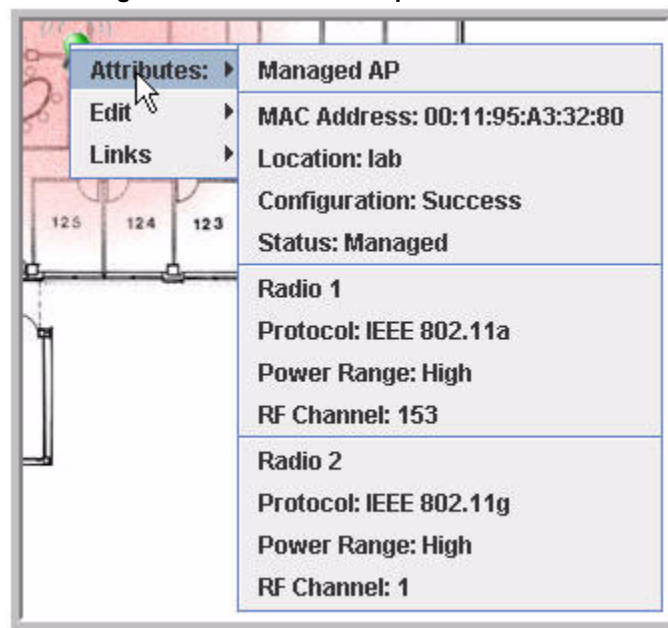 Attributes:
Edit
Links
Managed AP
MAC Address: 00:11:95:A3:32:80
Location: lab
Configuration: Success
Status: Managed
Radio 1
Protocol: IEEE 802.11a
Power Range: High
RF Channel: 153
Radio 2
Protocol: IEEE 802.11g
Power Range: High
RF Channel: 1
125 124 123